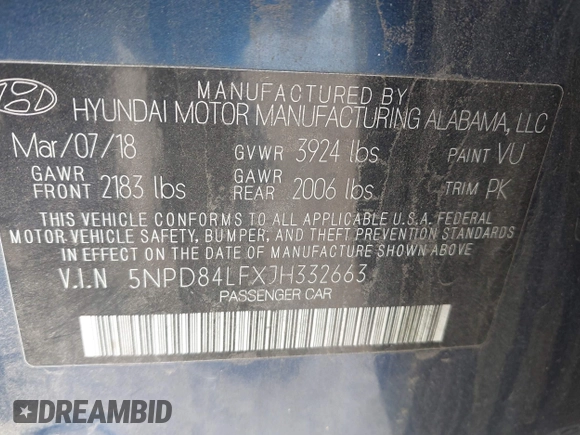 MANUFACTURED BY
HYUNDAI MOTOR MANUFACTURING ALABAMA, LLC
Mar/07/18 GVWR 3924 lbs PAINT VU
GAWR FRONT 2183 lbs GAWR REAR 2006 lbs TRIM PK
THIS VEHICLE CONFORMS TO ALL APPLICABLE U.S.A. FEDERAL
MOTOR VEHICLE SAFETY, BUMPER, AND THEFT PREVENTION STANDARDS
IN EFFECT ON THE DATE OF MANUFACTURE SHOWN ABOVE.
V.I.N 5NPD84LFXJH332663
PASSENGER CAR
DREAMBID